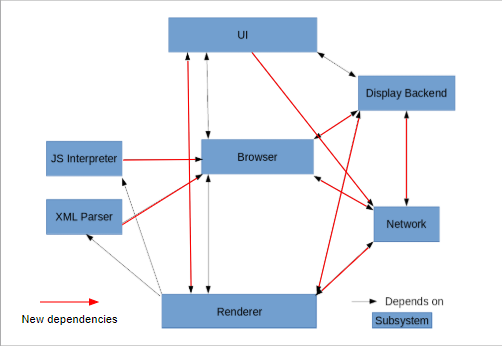 UI
Display Backend
JS Interpreter
Browser
XML Parser
Network
Renderer
Depends on
New dependencies
Subsystem